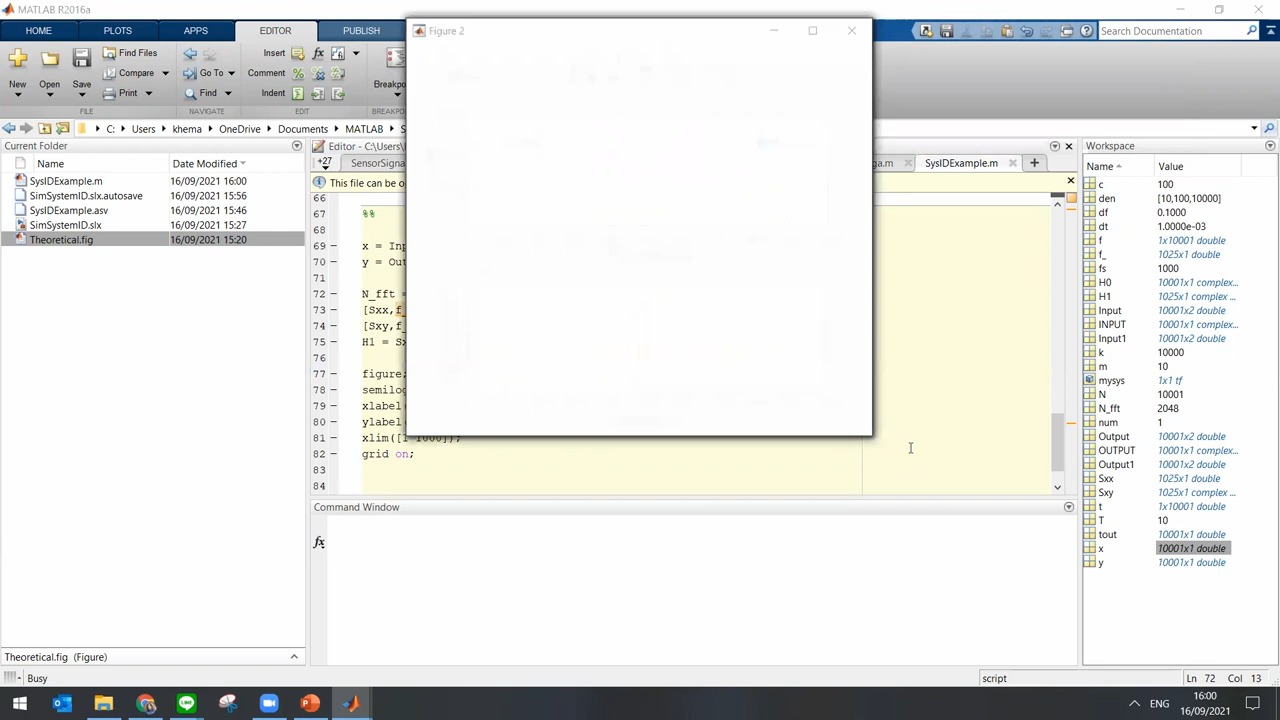 MATLAB R2016a
HOME PLOTS APPS EDITOR PUBLISH
Search Documentation
New Open Save
Find Files
Compare
Print
FILE
Go To
Find
NAVIGATE
Insert
Comment
Indent
EDIT
C: Users khema OneDrive Documents MATLAB
Current Folder
Name Date Modified
SysIDExample.m 16/09/2021 16:00
SimSystemID.slx.autosave 16/09/2021 15:56
SysIDExample.asv 16/09/2021 15:46
SimSystemID.slx 16/09/2021 15:27
Theoretical.fig 16/09/2021 15:20
Theoretical.fig (Figure)
Figure 2
Editor - C:\Users\
+27
SysIDExample.m
This file can be
66
67 %%
68
69 x =
70 y =
71
72 N_fft =
73 [Sxx,f
74 [Sxy,f
75 H1 =
76
77 figure;
78
79 xlabel
80 ylabel
81 xlim([1 1000]);
82 grid on;
83
84
Command Window
fx
Workspace
Name Value
c 100
den [10,100,10000]
df 0.1000
dt 1.0000e-03
f 1x10001 double
f_ 1025x1 double
fs 1000
H0 10001x1 complex...
H1 1025x1 complex ...
Input 10001x2 double
INPUT 10001x1 complex...
Input1 10001x2 double
k 10000
m 10
mysys 1x1 tf
N 10001
N_fft 2048
num 1
Output 10001x2 double
OUTPUT 10001x1 complex...
Output1 10001x2 double
Sxx 1025x1 double
Sxy 1025x1 complex ...
t 1x10001 double
T 10
tout 10001x1 double
x 10001x1 double
y 10001x1 double
Busy
script Ln 72 Col 13
ENG
16:00
16/09/2021